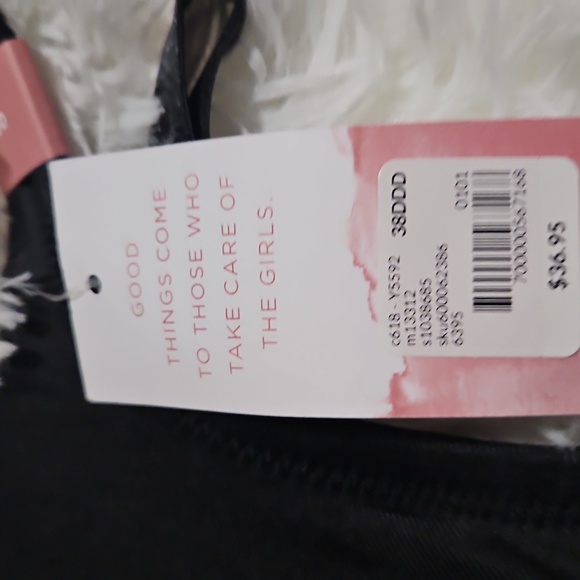 GOOD
THINGS COME
TO THOSE WHO
TAKE CARE OF
THE GIRLS.
c618 - Y5592 38DDD
m13312
s1038685
sku600062386
6395 0101
7000000567168
$36.95